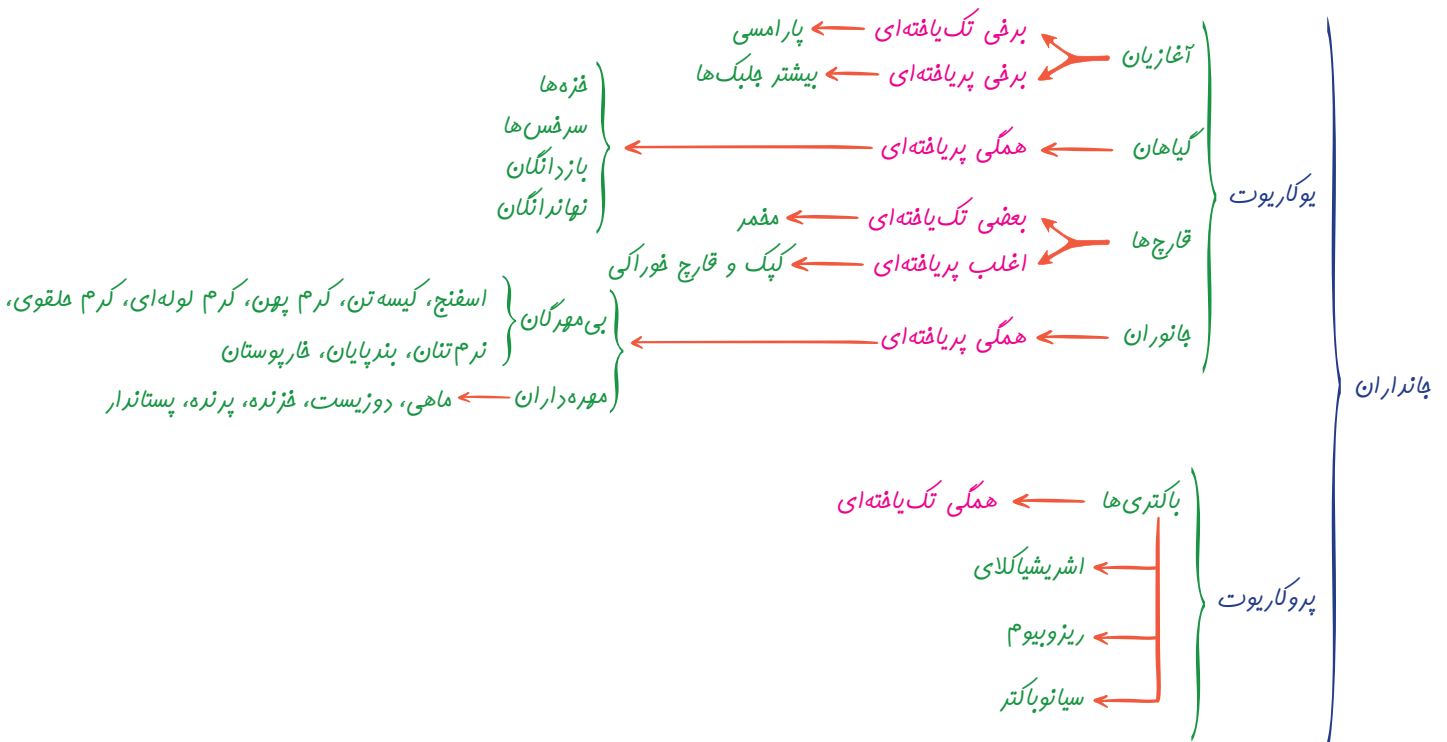 جانداران
یوکاریوت
آغازیان
برخی تک‌یاخته‌ای
پارامسی
برخی پریاخته‌ای
بیشتر جلبک‌ها
گیاهان
همگی پریاخته‌ای
خزه‌ها
سرخس‌ها
بازدانگان
نهاندانگان
قارچ‌ها
بعضی تک‌یاخته‌ای
مخمر
اغلب پریاخته‌ای
کپک و قارچ خوراکی
جانوران
همگی پریاخته‌ای
بی‌مهرگان
اسفنج، کیسه‌تن، کرم پهن، کرم لوله‌ای، کرم حلقوی،
نرم‌تنان، بندپایان، خارپوستان
مهره‌داران
ماهی، دوزیست، خزنده، پرنده، پستاندار
پروکاریوت
باکتری‌ها
همگی تک‌یاخته‌ای
اشریشیاکلای
ریزوبیوم
سیانوباکتر